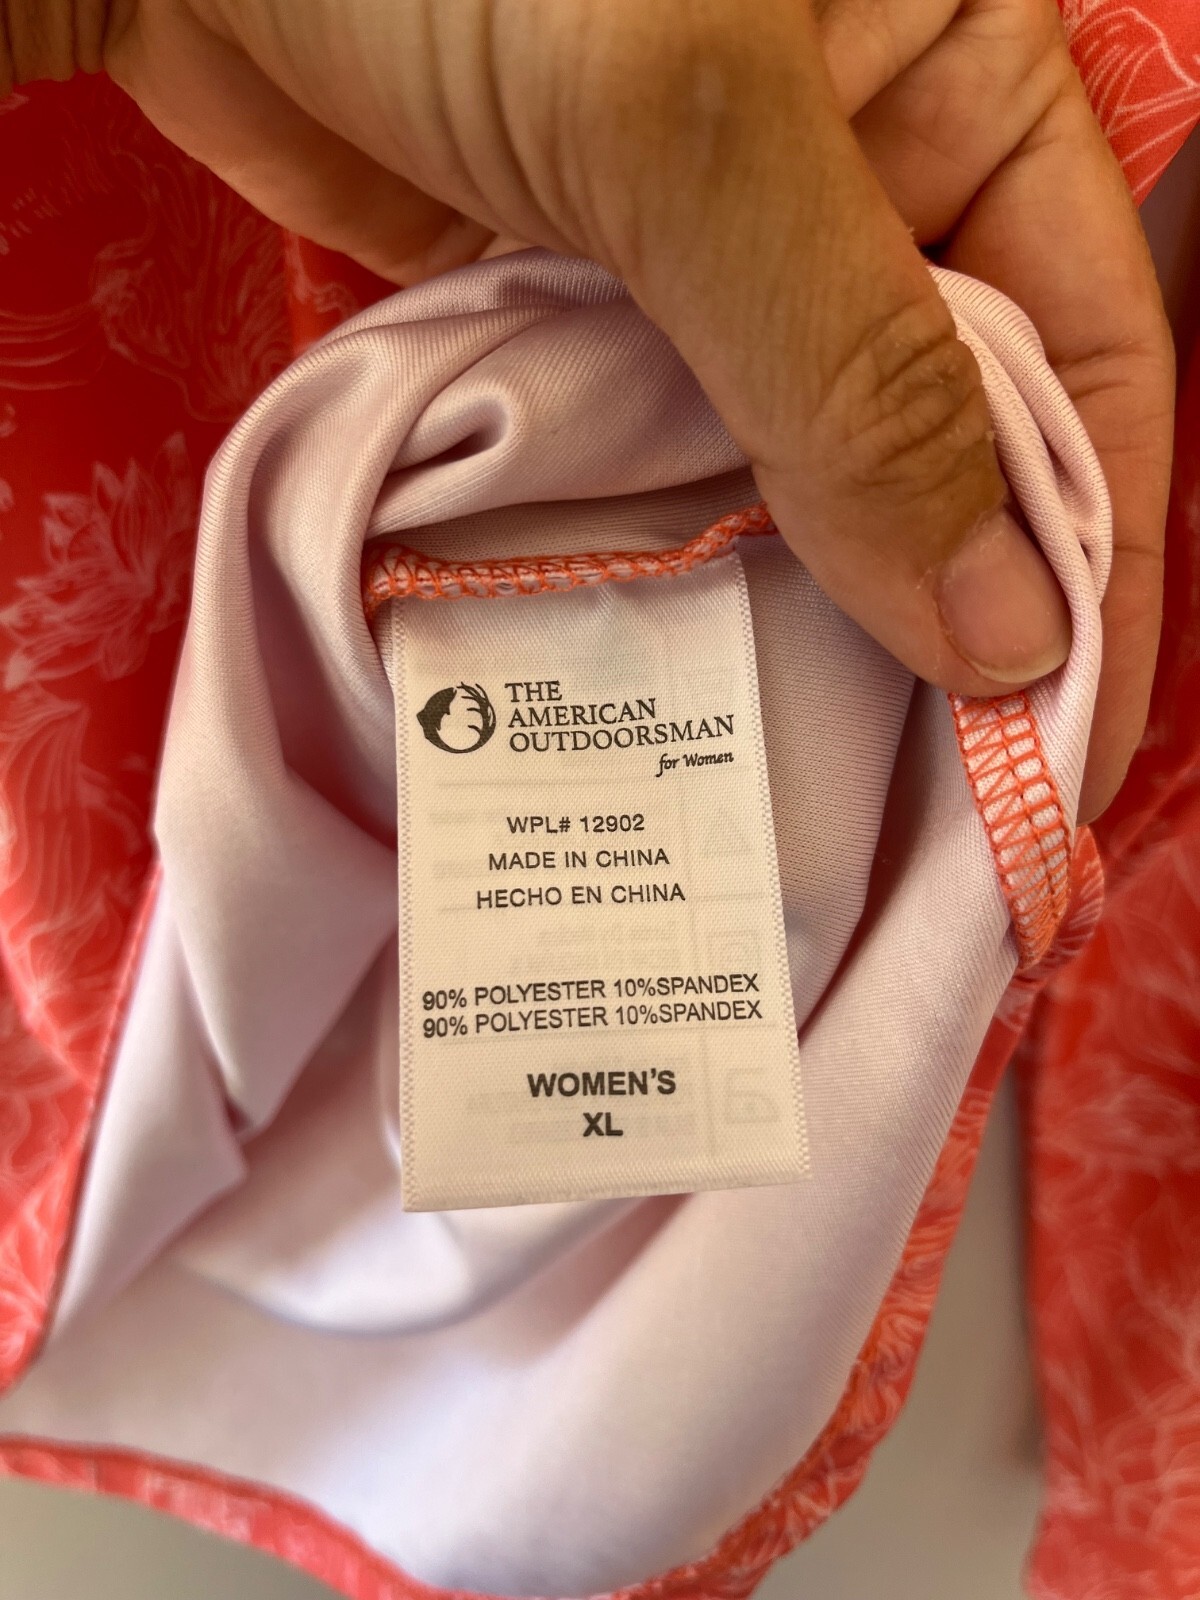 THE
AMERICAN
OUTDOORSMAN
for Women
WPL# 12902
MADE IN CHINA
HECHO EN CHINA
90% POLYESTER 10%SPANDEX
90% POLYESTER 10%SPANDEX
WOMEN'S
XL